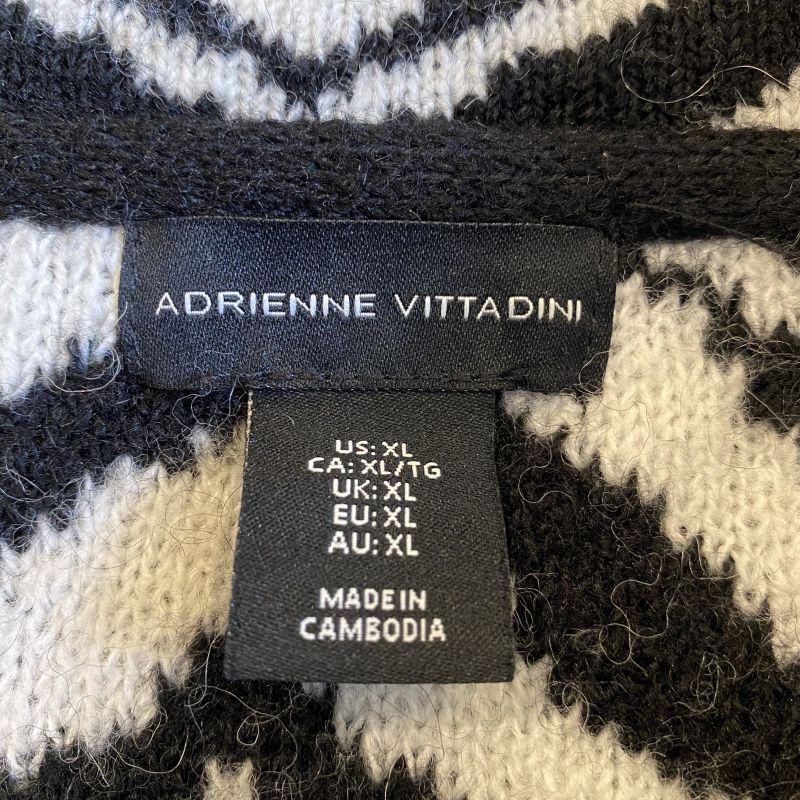 ADRIENNE VITTADINI
US: XL
CA: XL/TG
UK: XL
EU: XL
AU: XL
MADE IN
CAMBODIA